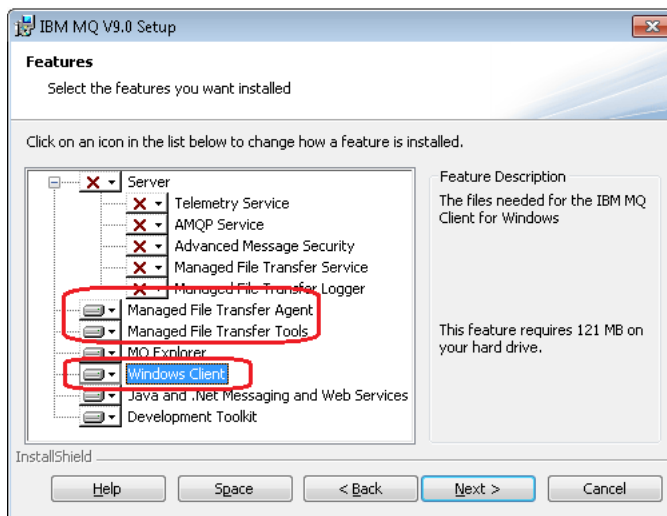 IBM MQ V9.0 Setup
Features
Select the features you want installed
Click on an icon in the list below to change how a feature is installed.
Server
Telemetry Service
AMQP Service
Advanced Message Security
Managed File Transfer Service
Managed File Transfer Logger
Managed File Transfer Agent
Managed File Transfer Tools
MQ Explorer
Windows Client
Java and .Net Messaging and Web Services
Development Toolkit
Feature Description
The files needed for the IBM MQ
Client for Windows
This feature requires 121 MB on
your hard drive.
InstallShield
Help
Space
< Back
Next >
Cancel